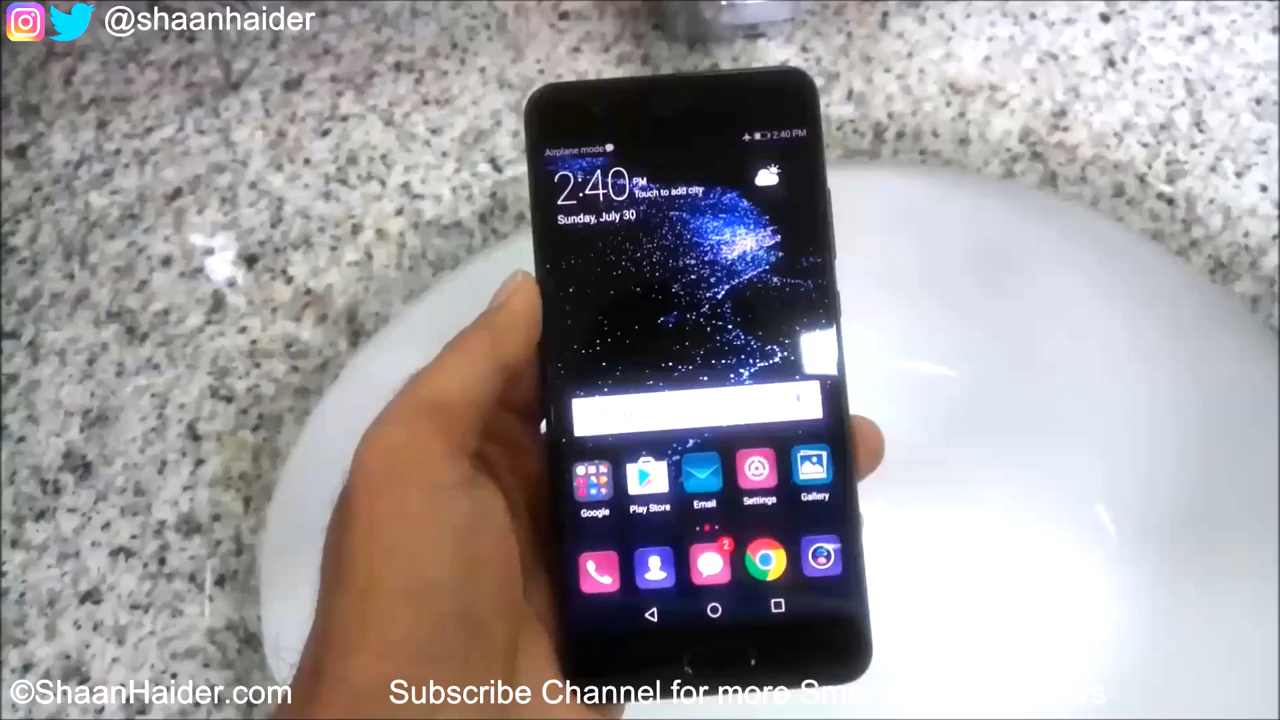 @shaanhaider
Airplane mode
2:40 PM
2:40 PM
Touch to add city
Sunday, July 30
Google
Play Store
Email
Settings
Gallery
2
©ShaanHaider.com
Subscribe Channel for more